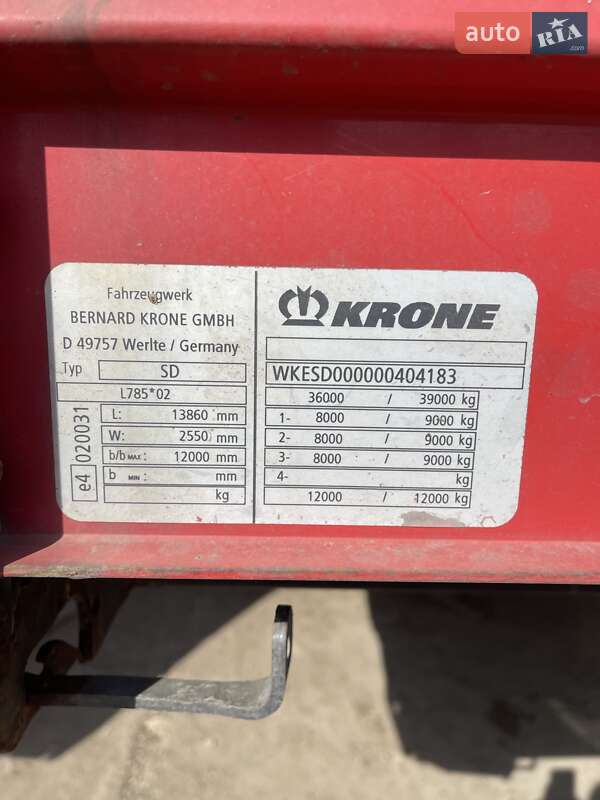 auto RIA .com
Fahrzeugwerk
BERNARD KRONE GMBH
D 49757 Werlte / Germany
Typ SD
L785*02
e4 020031
L: 13860 mm
W: 2550 mm
b/b MAX: 12000 mm
b MIN: mm
kg
KRONE
WKESD000000404183
36000 / 39000 kg
1- 8000 / 9000 kg
2- 8000 / 9000 kg
3- 8000 / 9000 kg
4- kg
12000 / 12000 kg